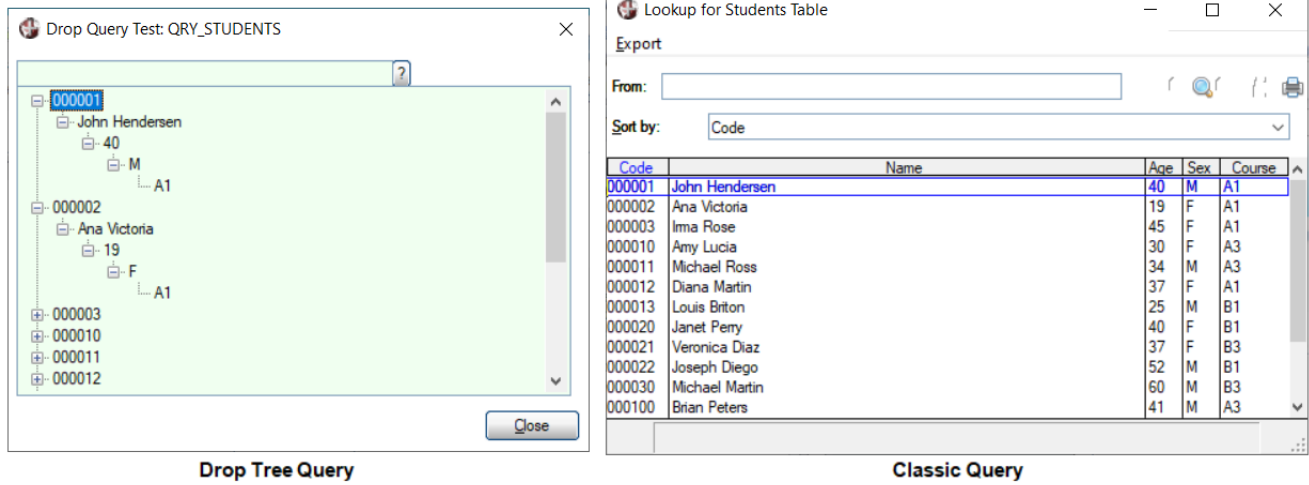 Drop Query Test: QRY_STUDENTS
?
000001
John Hendersen
40
M
A1
000002
Ana Victoria
19
F
A1
000003
000010
000011
000012
Close
Drop Tree Query
Lookup for Students Table
Export
From:
Sort by: Code
Code Name Age Sex Course
000001 John Hendersen 40 M A1
000002 Ana Victoria 19 F A1
000003 Irma Rose 45 F A1
000010 Amy Lucia 30 F A3
000011 Michael Ross 34 M A3
000012 Diana Martin 37 F A1
000013 Louis Briton 25 M B1
000020 Janet Perry 40 F B1
000021 Veronica Diaz 37 F B3
000022 Joseph Diego 52 M B1
000030 Michael Martin 60 M B3
000100 Brian Peters 41 M A3
Classic Query